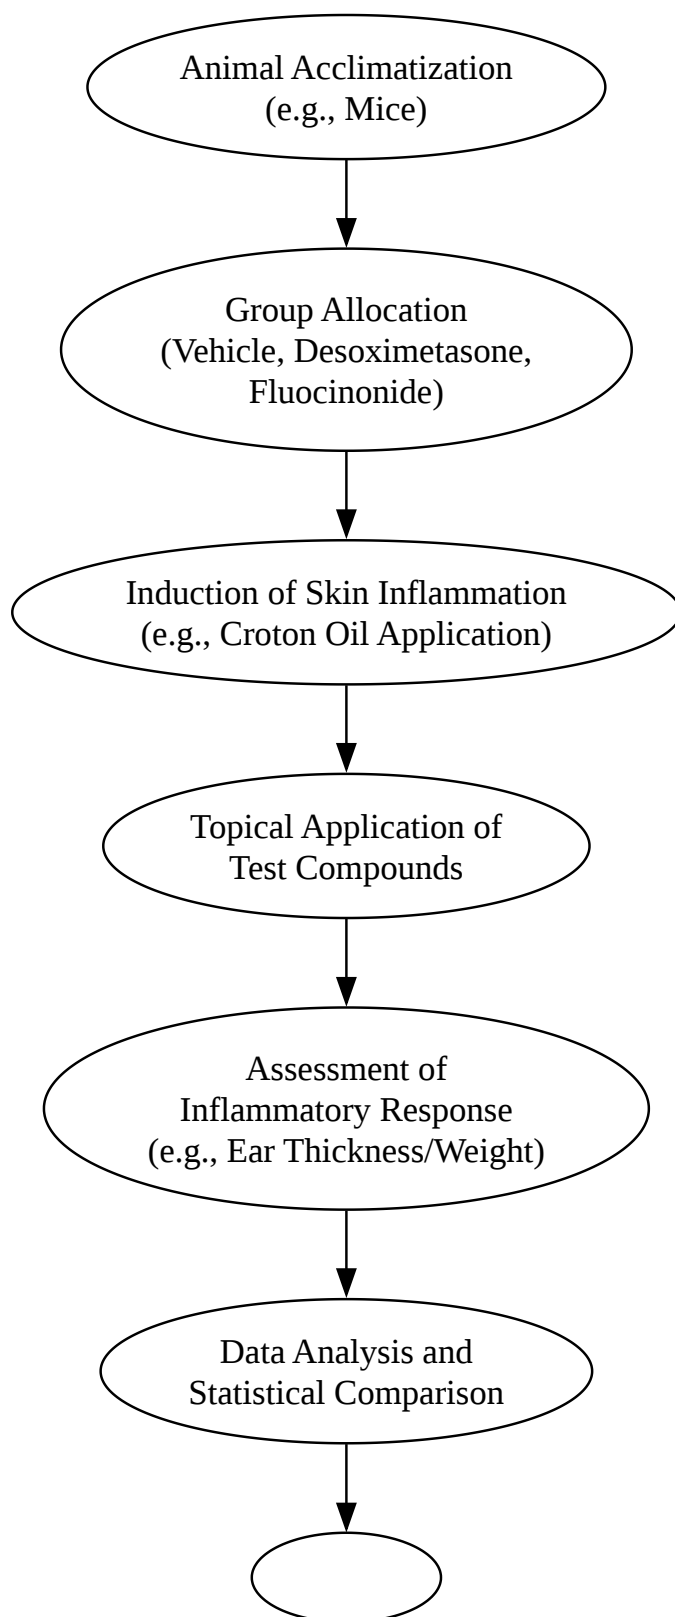 Animal Acclimatization
(e.g., Mice)
Group Allocation
(Vehicle, Desoximetasone,
Fluocinonide)
Induction of Skin Inflammation
(e.g., Croton Oil Application)
Topical Application of
Test Compounds
Assessment of
Inflammatory Response
(e.g., Ear Thickness/Weight)
Data Analysis and
Statistical Comparison